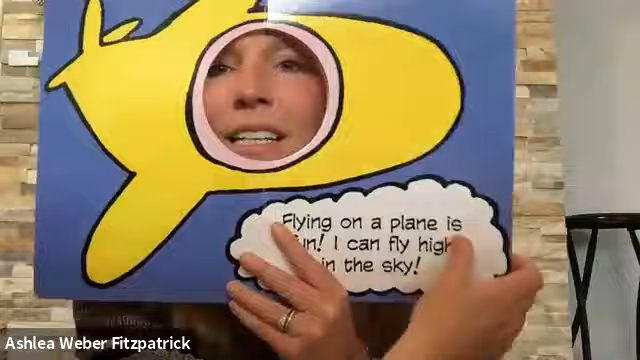 Flying on a plane is
I can fly high
in the sky!
Ashlea Weber Fitzpatrick